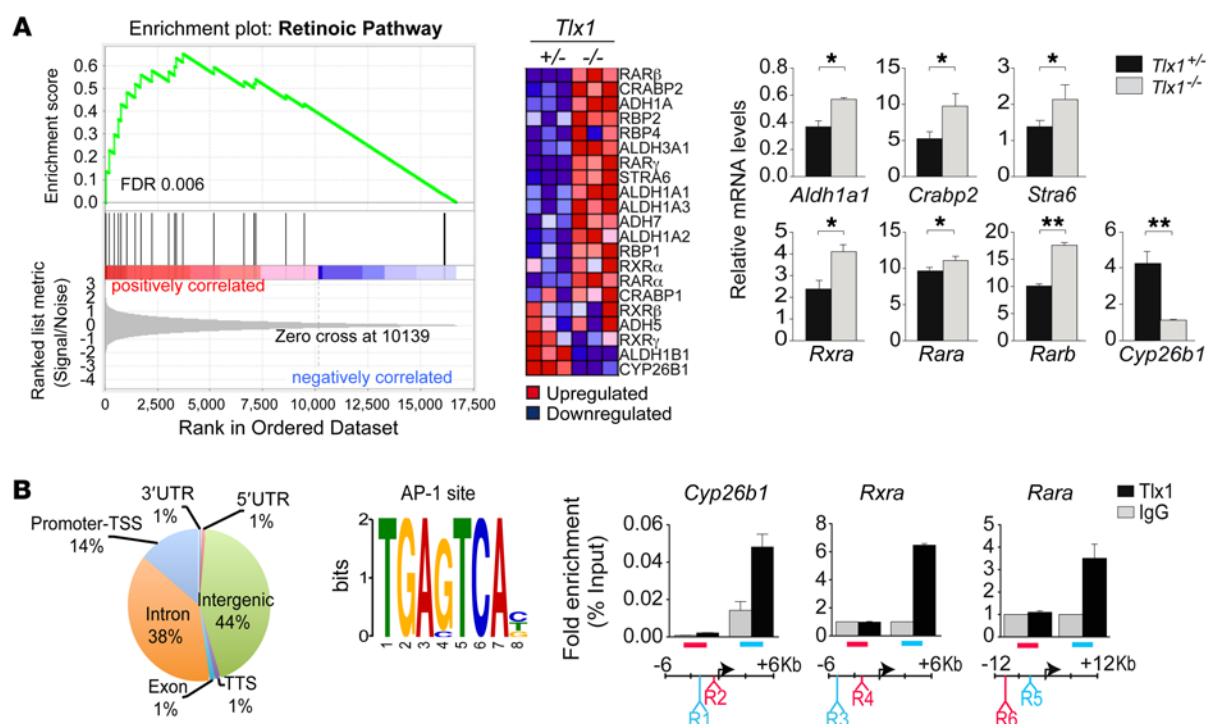 A
Enrichment plot: Retinoic Pathway
Enrichment score
0.6
0.5
0.4
0.3
0.2
0.1
0.0
FDR 0.006
positively correlated
Ranked list metric
(Signal/Noise)
3
2
1
0
-1
-2
-3
-4
Zero cross at 10139
negatively correlated
0 2,500 5,000 7,500 10,000 12,500 15,000 17,500
Rank in Ordered Dataset
Tlx1
+/- -/-
RARβ
CRABP2
ADH1A
RBP2
RBP4
ALDH3A1
RARγ
STRA6
ALDH1A1
ALDH1A3
ADH7
ALDH1A2
RBP1
RXRα
RARα
CRABP1
RXRβ
ADH5
RXRγ
ALDH1B1
CYP26B1
Upregulated
Downregulated
Relative mRNA levels
0.8
0.6
0.4
0.2
0.0
*
Aldh1a1
15
10
5
0
*
Crabp2
3
2
1
0
*
Stra6
Tlx1+/-
Tlx1-/-
5
4
3
2
1
0
*
Rxra
15
10
5
0
*
Rara
20
15
10
5
0
**
Rarb
6
4
2
0
**
Cyp26b1
B
3′UTR
1%
5′UTR
1%
Promoter-TSS
14%
Intergenic
44%
Intron
38%
Exon
1%
TTS
1%
AP-1 site
bits
2
1
0
TGAGTCAC
C T
G
1 2 3 4 5 6 7 8
Fold enrichment
(% Input)
Cyp26b1
0.06
0.04
0.02
0.00
-6 +6Kb
R2
R1
Rxra
8
6
4
2
0
-6 +6Kb
R4
R3
Rara
5
4
3
2
1
0
-12 +12Kb
R5
R6
Tlx1
IgG